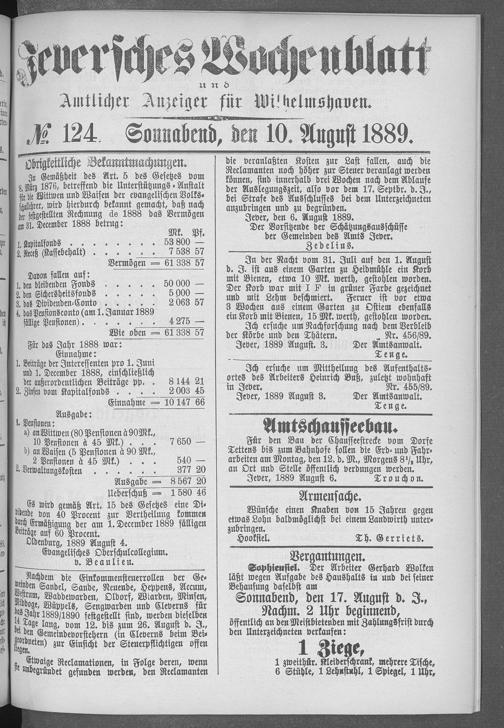 Jeversches Wochenblatt
und
Amtlicher Anzeiger für Wilhelmshaven.
№ 124. Sonnabend, den 10. August 1889.
Obrigkeitliche Bekanntmachungen.
In Gemäßheit des Art. 5 des Gesetzes vom
8. März 1876, betreffend die Unterstützungs-Anstalt
für die Wittwen und Waisen der evangelischen Volks-
schullehrer, wird hierdurch bekannt gemacht, daß nach
der festgestellten Rechnung de 1888 das Vermögen
am 31. December 1888 betrug:
Mk. Pf.
1. Kapitalfonds . . . . . 53 800 —
2. Receß (Kassebehalt) . . . . 7 538 57
Vermögen = 61 338 57
Davon fallen auf:
1. den bleibenden Fonds . . . . 50 000 —
2. den Sicherheitsfonds . . . . 5 000 —
3. das Dividenden-Conto . . . . 2 063 57
4. das Pensionsconto (am 1. Januar 1889
fällige Pensionen) . . . . . 4 275 —
Wie oben = 61 338 57
Für das Jahr 1888 war:
Einnahme:
1. Beiträge der Interessenten pro 1. Juni
und 1. December 1888, einschließlich
der außerordentlichen Beiträge pp. . 8 144 21
2. Zinsen vom Kapitalfonds . . . . 2 003 45
Einnahme = 10 147 66
Ausgabe:
1. Pensionen:
a) an Wittwen (80 Pensionen à 90 Mk.,
10 Pensionen à 45 Mk.) . . . 7 650 —
b) an Waisen (5 Pensionen à 90 Mk.,
2 Pensionen à 45 Mk.) . . . 540 —
2. Verwaltungskosten . . . . 377 20
Ausgabe = 8 567 20
Ueberschuß = 1 580 46
Es wird gemäß Art. 15 des Gesetzes eine Di-
vidende von 40 Procent zur Vertheilung kommen
durch Ermäßigung der am 1. December 1889 fälligen
Beiträge auf 60 Procent.
Oldenburg, 1889 August 4.
Evangelisches Oberschulcollegium.
v. Beaulieu.
Nachdem die Einkommensteuerrollen der Ge-
meinden Sandel, Sande, Neuende, Heppens, Accum,
Westrum, Waddewarden, Oldorf, Wiarden, Minsen,
Middoge, Wüppels, Sengwarden und Cleverns für
das Jahr 1889/1890 festgestellt sind, werden dieselben
14 Tage lang, vom 12. bis zum 26. August d. J.,
bei den Gemeindevorstehern (in Cleverns beim Bei-
geordneten) zur Einsicht der Steuerpflichtigen offen
liegen.
Etwaige Reclamationen, in Folge deren, wenn
sie unbegründet gefunden werden, den Reclamanten
die veranlaßten Kosten zur Last fallen, auch die
Reclamanten noch höher zur Steuer veranlagt werden
können, sind innerhalb drei Wochen nach dem Ablaufe
der Auslegungszeit, also vor dem 17. Septbr. d. J.,
bei Strafe des Ausschlusses bei dem Unterzeichneten
anzubringen und zu begründen.
Jever, den 6. August 1889.
Der Vorsitzende der Schätzungsausschüsse
der Gemeinden des Amts Jever.
Zedelius.
In der Nacht vom 31. Juli auf den 1. August
d. J. ist aus einem Garten zu Heidmühle ein Korb
mit Bienen, etwa 10 Mk. werth, gestohlen worden.
Der Korb war mit I F in grüner Farbe gezeichnet
und mit Lehm beschmiert. Ferner ist vor etwa
3 Wochen aus einem Garten zu Ostiem ebenfalls
ein Korb mit Bienen, 15 Mk. werth, gestohlen worden.
Ich ersuche um Nachforschung nach dem Verbleib
der Körbe und den Thätern. Nr. 456/89.
Jever, 1889 August 3. Der Amtsanwalt.
Tenge.
Ich ersuche um Mittheilung des Aufenthalts-
ortes des Arbeiters Heinrich Buß, zuletzt wohnhaft
in Jever. Nr. 455/89.
Jever, 1889 August 3. Der Amtsanwalt.
Tenge.
Amtschausseebau.
Für den Bau der Chausseestrecke vom Dorfe
Tettens bis zum Bahnhofe sollen die Erd- und Fahr-
arbeiten am Montag, den 12. d. M., Morgens 8½ Uhr,
an Ort und Stelle öffentlich verdungen werden.
Jever, 1889 August 6. Trouchon.
Armensache.
Wünsche einen Knaben von 15 Jahren gegen
etwas Lohn baldmöglichst bei einem Landwirth unter-
zubringen.
Hooksiel. Th. Gerriets.
Vergantungen.
Sophiensiel. Der Arbeiter Gerhard Wolken
läßt wegen Aufgabe des Haushalts in und bei seiner
Behausung daselbst am
Sonnabend, den 17. August d. J.,
Nachm. 2 Uhr beginnend,
öffentlich an den Meistbietenden mit Zahlungsfrist durch
den Unterzeichneten verkaufen:
1 Ziege,
1 zweithür. Kleiderschrank, mehrere Tische,
6 Stühle, 1 Lehnstuhl, 1 Spiegel, 1 Uhr,